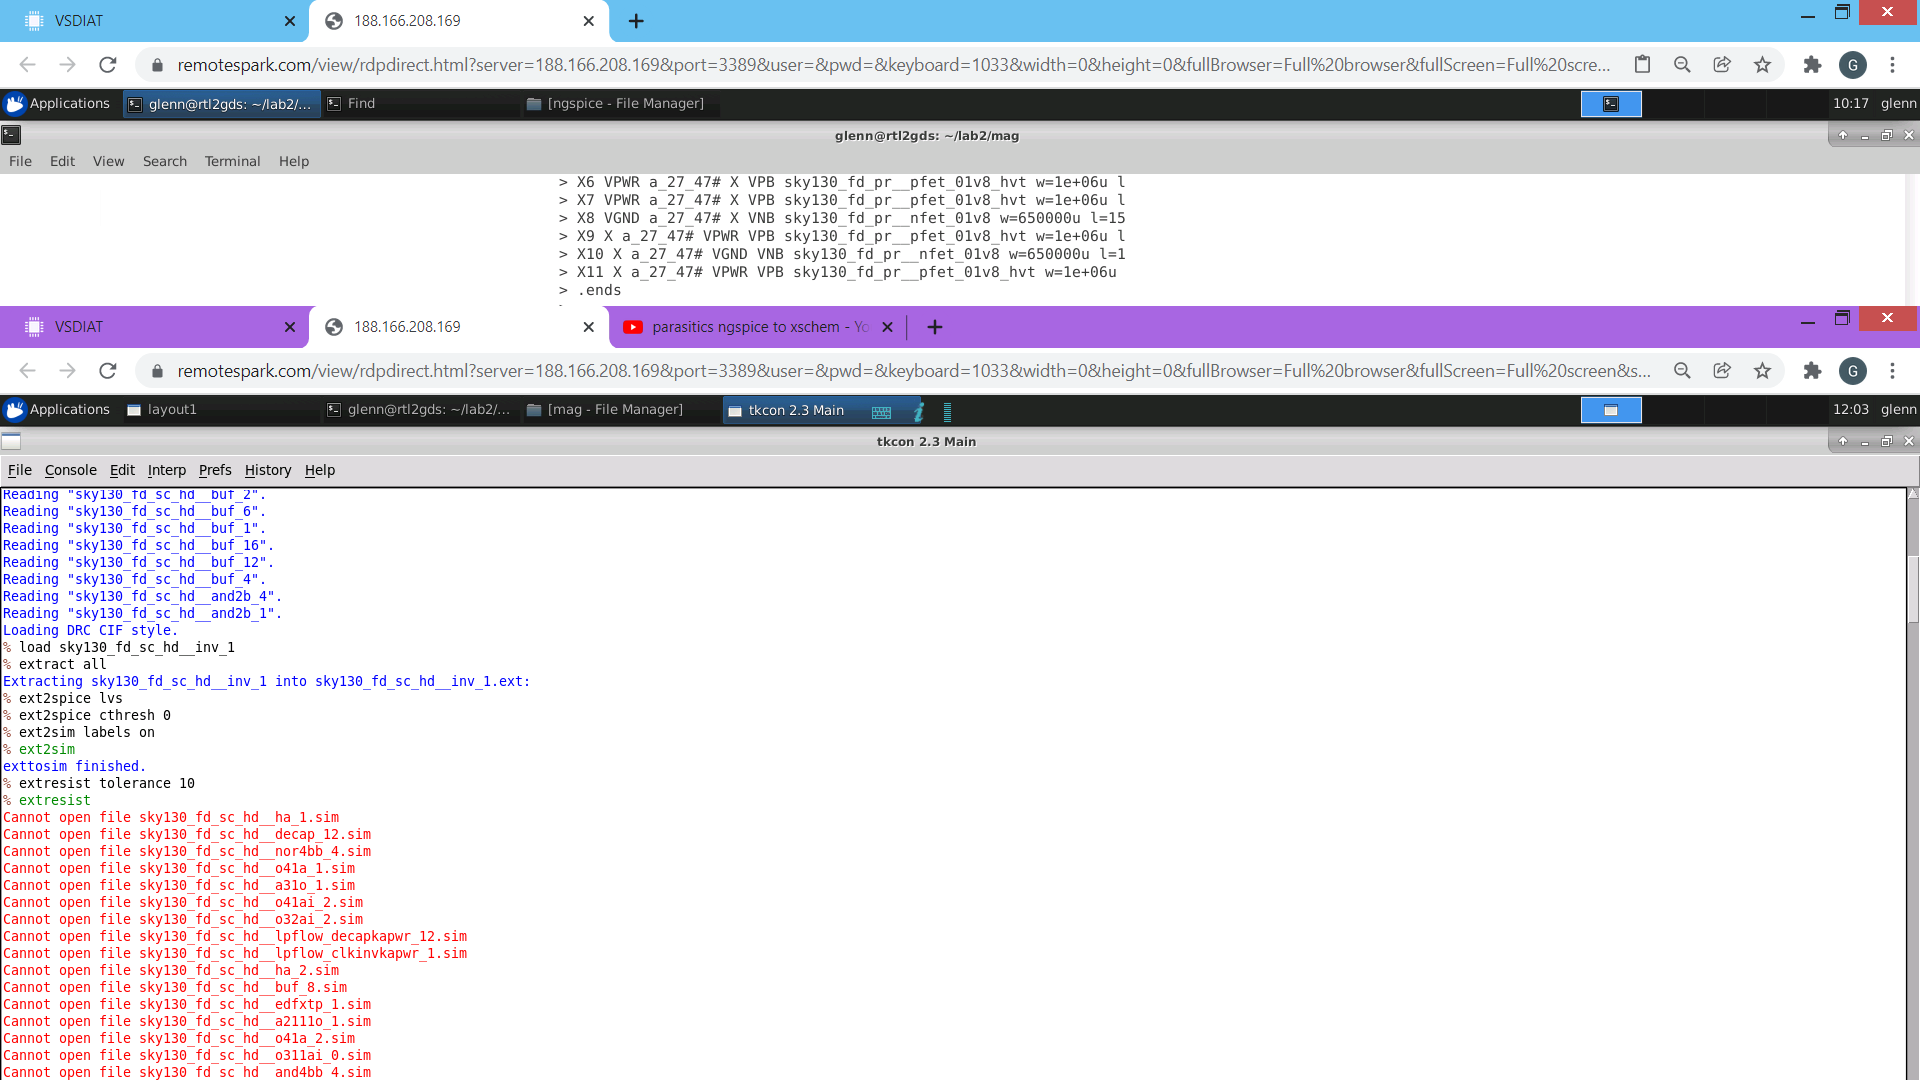 VSDIAT
188.166.208.169
remotespark.com/view/rdpdirect.html?server=188.166.208.169&port=3389&user=&pwd=&keyboard=1033&width=0&height=0&fullBrowser=Full%20browser&fullScreen=Full%20scre...
G
Applications
glenn@rtl2gds: ~/lab2/...
Find
[ngspice - File Manager]
10:17
glenn
glenn@rtl2gds: ~/lab2/mag
File Edit View Search Terminal Help
> X6 VPWR a_27_47# X VPB sky130_fd_pr__pfet_01v8_hvt w=1e+06u l
> X7 VPWR a_27_47# X VPB sky130_fd_pr__pfet_01v8_hvt w=1e+06u l
> X8 VGND a_27_47# X VNB sky130_fd_pr__nfet_01v8 w=650000u l=15
> X9 X a_27_47# VPWR VPB sky130_fd_pr__pfet_01v8_hvt w=1e+06u l
> X10 X a_27_47# VGND VNB sky130_fd_pr__nfet_01v8 w=650000u l=1
> X11 X a_27_47# VPWR VPB sky130_fd_pr__pfet_01v8_hvt w=1e+06u
> .ends
VSDIAT
188.166.208.169
parasitics ngspice to xschem - Yo
remotespark.com/view/rdpdirect.html?server=188.166.208.169&port=3389&user=&pwd=&keyboard=1033&width=0&height=0&fullBrowser=Full%20browser&fullScreen=Full%20screen&s...
G
Applications
layout1
glenn@rtl2gds: ~/lab2/...
[mag - File Manager]
tkcon 2.3 Main
12:03
glenn
tkcon 2.3 Main
File Console Edit Interp Prefs History Help
Reading "sky130_fd_sc_hd__buf_2".
Reading "sky130_fd_sc_hd__buf_6".
Reading "sky130_fd_sc_hd__buf_1".
Reading "sky130_fd_sc_hd__buf_16".
Reading "sky130_fd_sc_hd__buf_12".
Reading "sky130_fd_sc_hd__buf_4".
Reading "sky130_fd_sc_hd__and2b_4".
Reading "sky130_fd_sc_hd__and2b_1".
Loading DRC CIF style.
% load sky130_fd_sc_hd__inv_1
% extract all
Extracting sky130_fd_sc_hd__inv_1 into sky130_fd_sc_hd__inv_1.ext:
% ext2spice lvs
% ext2spice cthresh 0
% ext2sim labels on
% ext2sim
exttosim finished.
% extresist tolerance 10
% extresist
Cannot open file sky130_fd_sc_hd__ha_1.sim
Cannot open file sky130_fd_sc_hd__decap_12.sim
Cannot open file sky130_fd_sc_hd__nor4bb_4.sim
Cannot open file sky130_fd_sc_hd__o41a_1.sim
Cannot open file sky130_fd_sc_hd__a31o_1.sim
Cannot open file sky130_fd_sc_hd__o41ai_2.sim
Cannot open file sky130_fd_sc_hd__o32ai_2.sim
Cannot open file sky130_fd_sc_hd__lpflow_decapkapwr_12.sim
Cannot open file sky130_fd_sc_hd__lpflow_clkinvkapwr_1.sim
Cannot open file sky130_fd_sc_hd__ha_2.sim
Cannot open file sky130_fd_sc_hd__buf_8.sim
Cannot open file sky130_fd_sc_hd__edfxtp_1.sim
Cannot open file sky130_fd_sc_hd__a2111o_1.sim
Cannot open file sky130_fd_sc_hd__o41a_2.sim
Cannot open file sky130_fd_sc_hd__o311ai_0.sim
Cannot open file sky130_fd_sc_hd__and4bb_4.sim